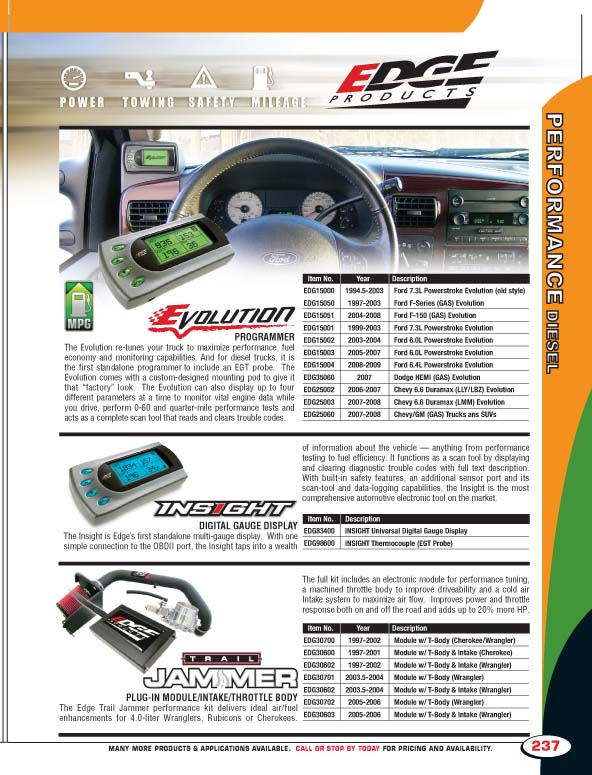 EDGE
PRODUCTS
POWER TOWING SAFETY MILEAGE
PERFORMANCE DIESEL
Ford
MPG
EVOLUTION
PROGRAMMER
The Evolution re-tunes your truck to maximize performance, fuel
economy and monitoring capabilities. And for diesel trucks, it is
the first standalone programmer to include an EGT probe. The
Evolution comes with a custom-designed mounting pod to give it
that "factory" look. The Evolution can also display up to four
different parameters at a time to monitor vital engine data while
you drive, perform 0-60 and quarter-mile performance tests and
acts as a complete scan tool that reads and clears trouble codes.
Item No. Year Description
EDG15000 1994.5-2003 Ford 7.3L Powerstroke Evolution (old style)
EDG15050 1997-2003 Ford F-Series (GAS) Evolution
EDG15051 2004-2008 Ford F-150 (GAS) Evolution
EDG15001 1999-2003 Ford 7.3L Powerstroke Evolution
EDG15002 2003-2004 Ford 6.0L Powerstroke Evolution
EDG15003 2005-2007 Ford 6.0L Powerstroke Evolution
EDG15004 2008-2009 Ford 6.4L Powerstroke Evolution
EDG35060 2007 Dodge HEMI (GAS) Evolution
EDG25002 2006-2007 Chevy 6.6 Duramax (LLY/LBZ) Evolution
EDG25003 2007-2008 Chevy 6.6 Duramax (LMM) Evolution
EDG25060 2007-2008 Chevy/GM (GAS) Trucks ans SUVs
INSIGHT
DIGITAL GAUGE DISPLAY
The Insight is Edge's first standalone multi-gauge display. With one
simple connection to the OBDII port, the Insight taps into a wealth
of information about the vehicle — anything from performance
testing to fuel efficiency. It functions as a scan tool by displaying
and clearing diagnostic trouble codes with full text description.
With built-in safety features, an additional sensor port and its
scan-tool and data-logging capabilities, the Insight is the most
comprehensive automotive electronic tool on the market.
Item No. Description
EDG83400 INSIGHT Universal Digital Gauge Display
EDG98600 INSIGHT Thermocouple (EGT Probe)
EDGE
TRAIL
JAMMER
PLUG-IN MODULE/INTAKE/THROTTLE BODY
The Edge Trail Jammer performance kit delivers ideal air/fuel
enhancements for 4.0-liter Wranglers, Rubicons or Cherokees.
The full kit includes an electronic module for performance tuning,
a machined throttle body to improve driveability and a cold air
Intake system to maximize air flow. Improves power and throttle
response both on and off the road and adds up to 20% more HP.
Item No. Year Description
EDG30700 1997-2002 Module w/ T-Body (Cherokee/Wrangler)
EDG30600 1997-2001 Module w/ T-Body & Intake (Cherokee)
EDG30602 1997-2002 Module w/ T-Body & Intake (Wrangler)
EDG30701 2003.5-2004 Module w/ T-Body (Wrangler)
EDG30602 2003.5-2004 Module w/ T-Body & Intake (Wrangler)
EDG30702 2005-2006 Module w/ T-Body (Wrangler)
EDG30603 2005-2006 Module w/ T-Body & Intake (Wrangler)
MANY MORE PRODUCTS & APPLICATIONS AVAILABLE. CALL OR STOP BY TODAY FOR PRICING AND AVAILABILITY.
237